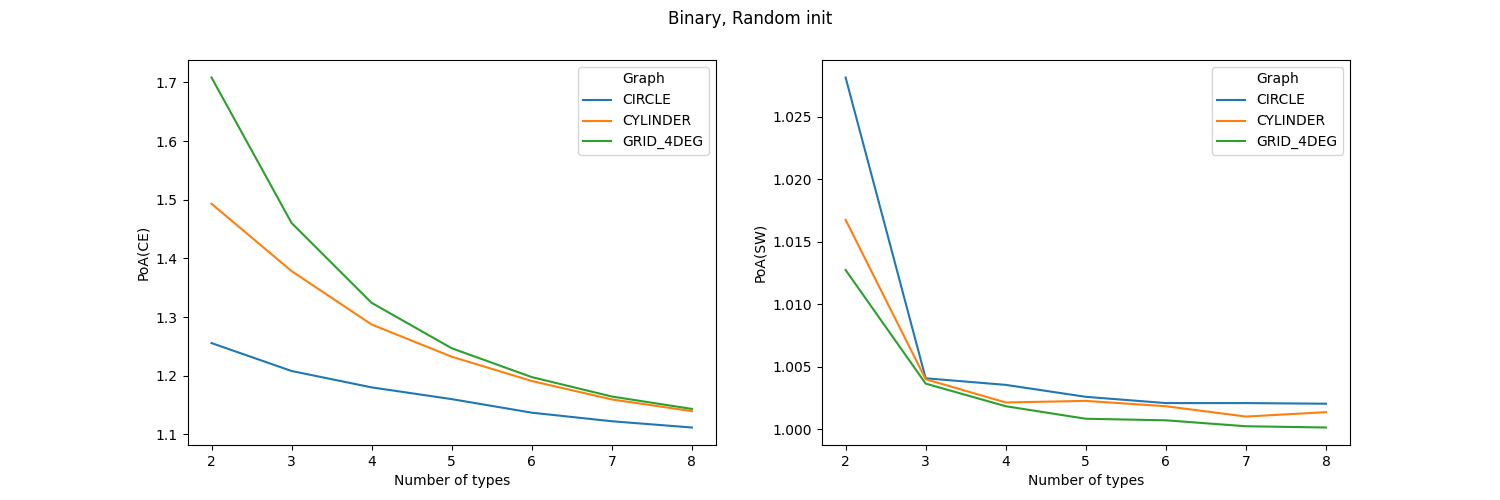 Binary, Random init
PoA(CE)
1.7
1.6
1.5
1.4
1.3
1.2
1.1
2 3 4 5 6 7 8
Number of types
Graph
CIRCLE
CYLINDER
GRID_4DEG
PoA(SW)
1.025
1.020
1.015
1.010
1.005
1.000
2 3 4 5 6 7 8
Number of types
Graph
CIRCLE
CYLINDER
GRID_4DEG